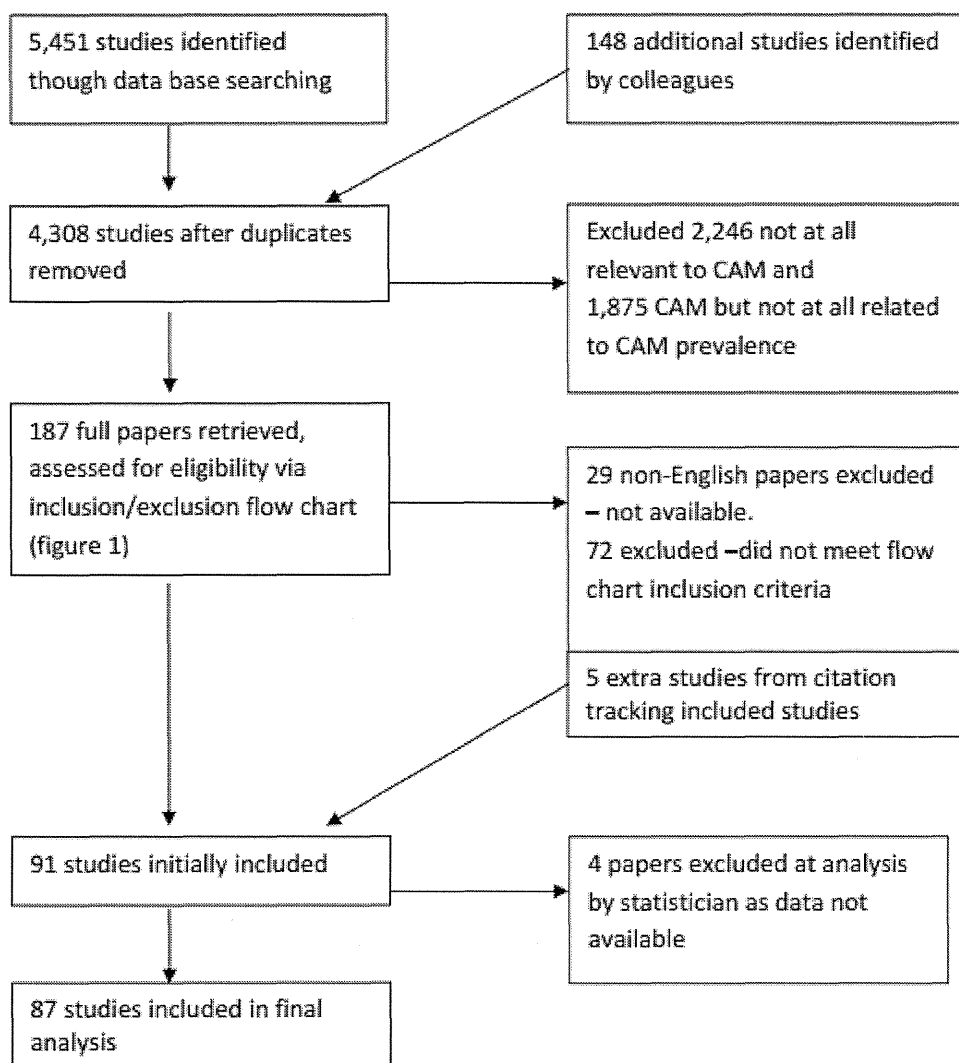 5,451 studies identified
though data base searching
148 additional studies identified
by colleagues
4,308 studies after duplicates
removed
Excluded 2,246 not at all
relevant to CAM and
1,875 CAM but not at all related
to CAM prevalence
187 full papers retrieved,
assessed for eligibility via
inclusion/exclusion flow chart
(figure 1)
29 non-English papers excluded
– not available.
72 excluded –did not meet flow
chart inclusion criteria
5 extra studies from citation
tracking included studies
91 studies initially included
4 papers excluded at analysis
by statistician as data not
available
87 studies included in final
analysis